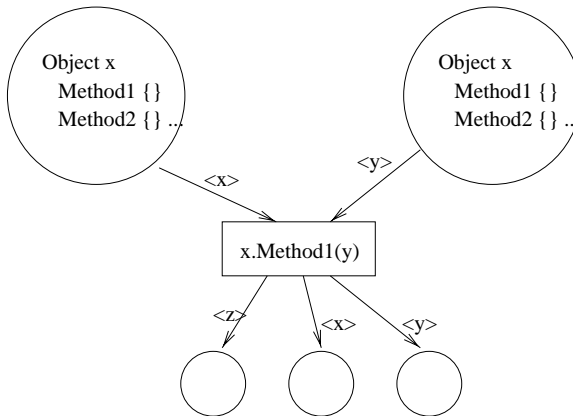 Object x
Method1 {}
Method2 {} ...
Object x
Method1 {}
Method2 {} ...
<x>
<y>
x.Method1(y)
<z>
<x>
<y>